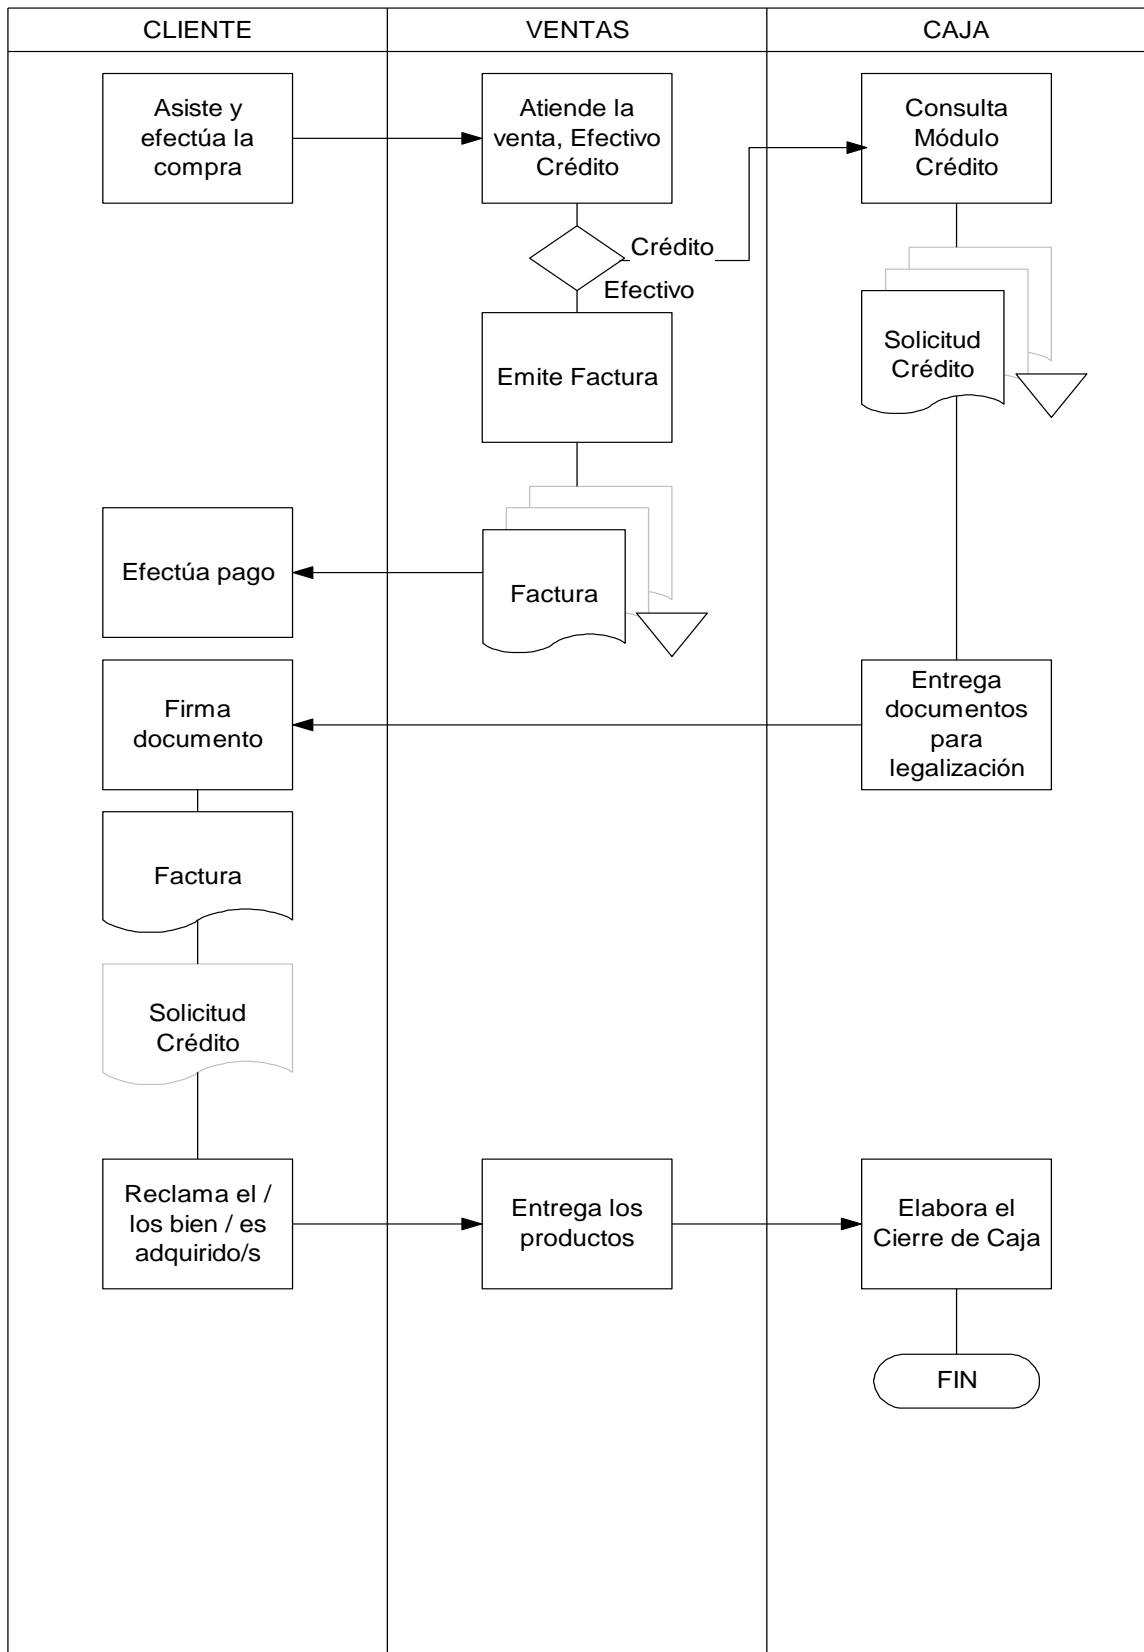 CLIENTE
VENTAS
CAJA
Asiste y
efectúa la
compra
Atiende la
venta, Efectivo
Crédito
Consulta
Módulo
Crédito
Crédito
Efectivo
Emite Factura
Solicitud
Crédito
Efectúa pago
Factura
Firma
documento
Entrega
documentos
para
legalización
Factura
Solicitud
Crédito
Reclama el /
los bien / es
adquirido/s
Entrega los
productos
Elabora el
Cierre de Caja
FIN